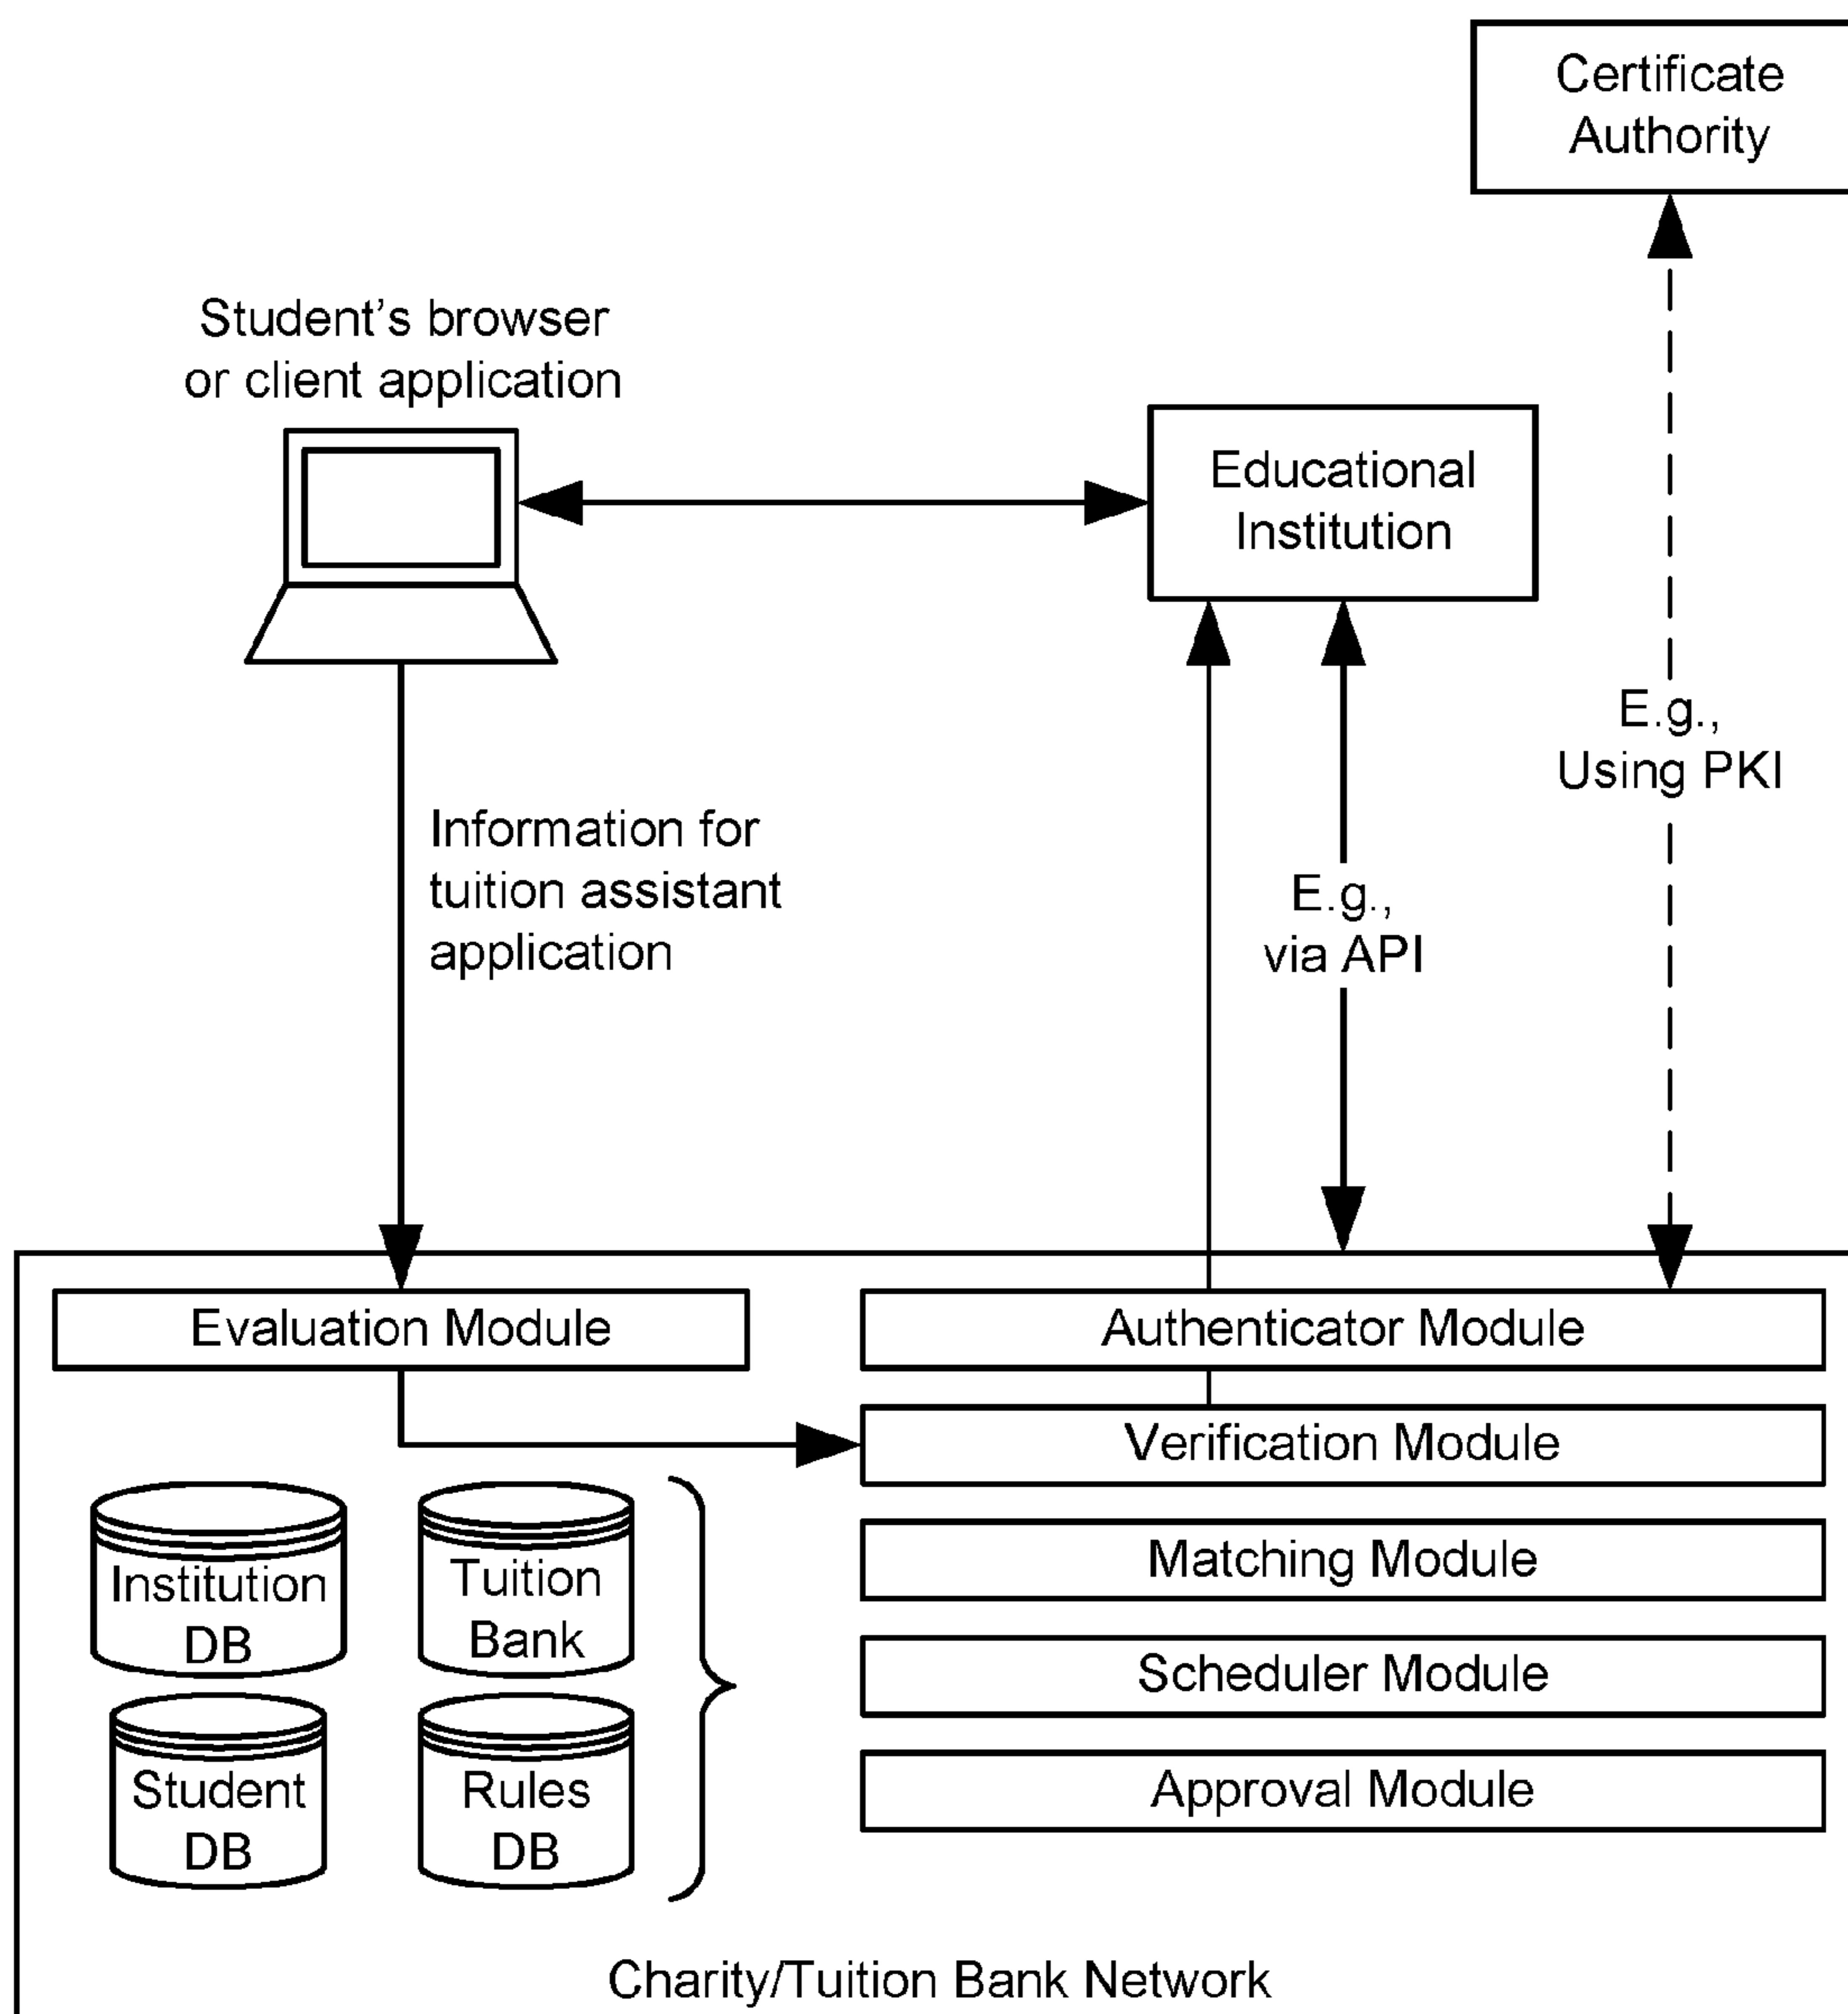 Certificate
Authority
Student's browser
or client application
Educational
Institution
E.g.,
Using PKI
Information for
tuition assistant
application
E.g.,
via API
Evaluation Module
Authenticator Module
Verification Module
Institution
DB
Tuition
Bank
Matching Module
Scheduler Module
Student
DB
Rules
DB
Approval Module
Charity/Tuition Bank Network